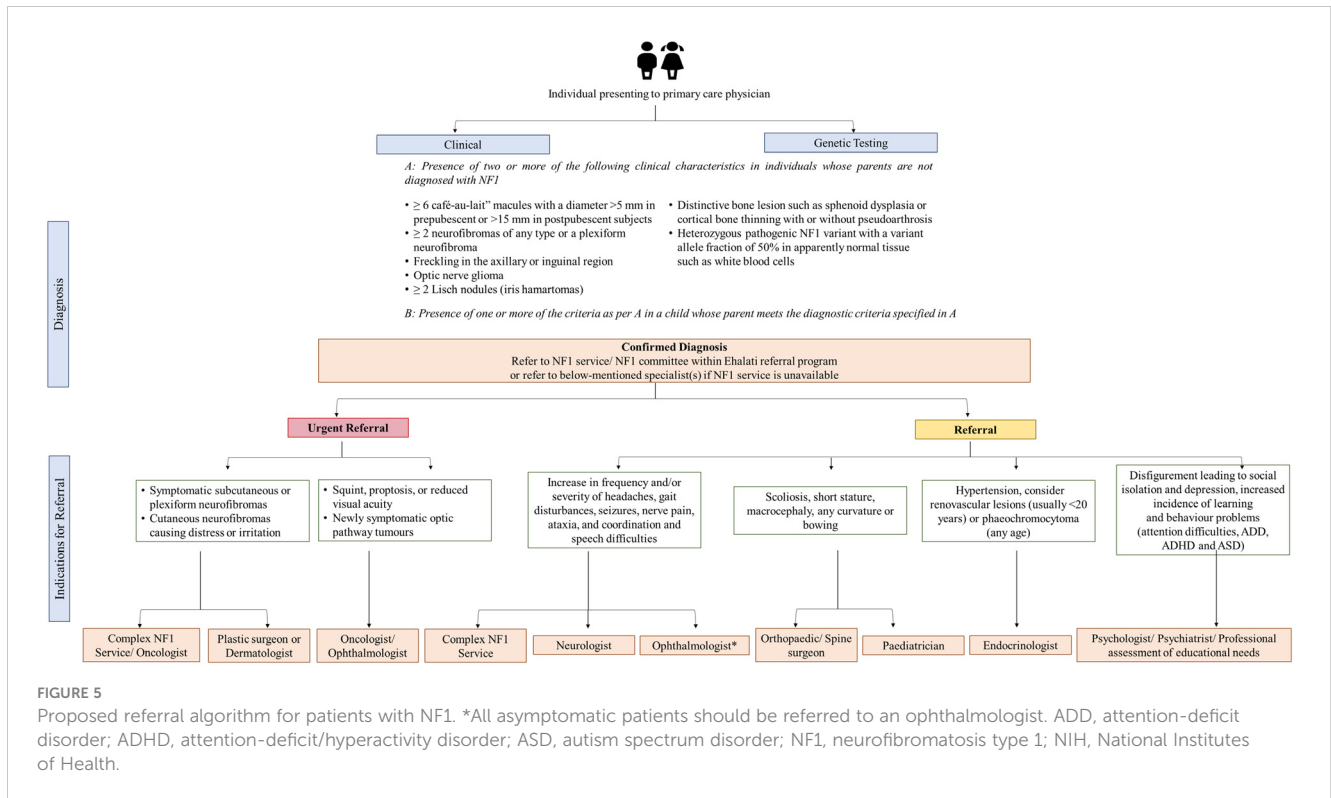 Individual presenting to primary care physician
Clinical
Genetic Testing
A: Presence of two or more of the following clinical characteristics in individuals whose parents are not
diagnosed with NF1
• ≥ 6 café-au-lait” macules with a diameter >5 mm in
prepubescent or >15 mm in postpubescent subjects
• ≥ 2 neurofibromas of any type or a plexiform
neurofibroma
• Freckling in the axillary or inguinal region
• Optic nerve glioma
• ≥ 2 Lisch nodules (iris hamartomas)
• Distinctive bone lesion such as sphenoid dysplasia or
cortical bone thinning with or without pseudoarthrosis
• Heterozygous pathogenic NF1 variant with a variant
allele fraction of 50% in apparently normal tissue
such as white blood cells
B: Presence of one or more of the criteria as per A in a child whose parent meets the diagnostic criteria specified in A
Diagnosis
Confirmed Diagnosis
Refer to NF1 service/ NF1 committee within Ehalati referral program
or refer to below-mentioned specialist(s) if NF1 service is unavailable
Urgent Referral
Referral
Indications for Referral
• Symptomatic subcutaneous or
plexiform neurofibromas
• Cutaneous neurofibromas
causing distress or irritation
• Squint, proptosis, or reduced
visual acuity
• Newly symptomatic optic
pathway tumours
Increase in frequency and/or
severity of headaches, gait
disturbances, seizures, nerve pain,
ataxia, and coordination and
speech difficulties
Scoliosis, short stature,
macrocephaly, any curvature or
bowing
Hypertension, consider
renovascular lesions (usually <20
years) or phaeochromocytoma
(any age)
Disfigurement leading to social
isolation and depression, increased
incidence of learning
and behaviour problems
(attention difficulties, ADD,
ADHD and ASD)
Complex NF1
Service/ Oncologist
Plastic surgeon or
Dermatologist
Oncologist/
Ophthalmologist
Complex NF1
Service
Neurologist
Ophthalmologist*
Orthopaedic/ Spine
surgeon
Paediatrician
Endocrinologist
Psychologist/ Psychiatrist/ Professional
assessment of educational needs
FIGURE 5
Proposed referral algorithm for patients with NF1. *All asymptomatic patients should be referred to an ophthalmologist. ADD, attention-deficit
disorder; ADHD, attention-deficit/hyperactivity disorder; ASD, autism spectrum disorder; NF1, neurofibromatosis type 1; NIH, National Institutes
of Health.